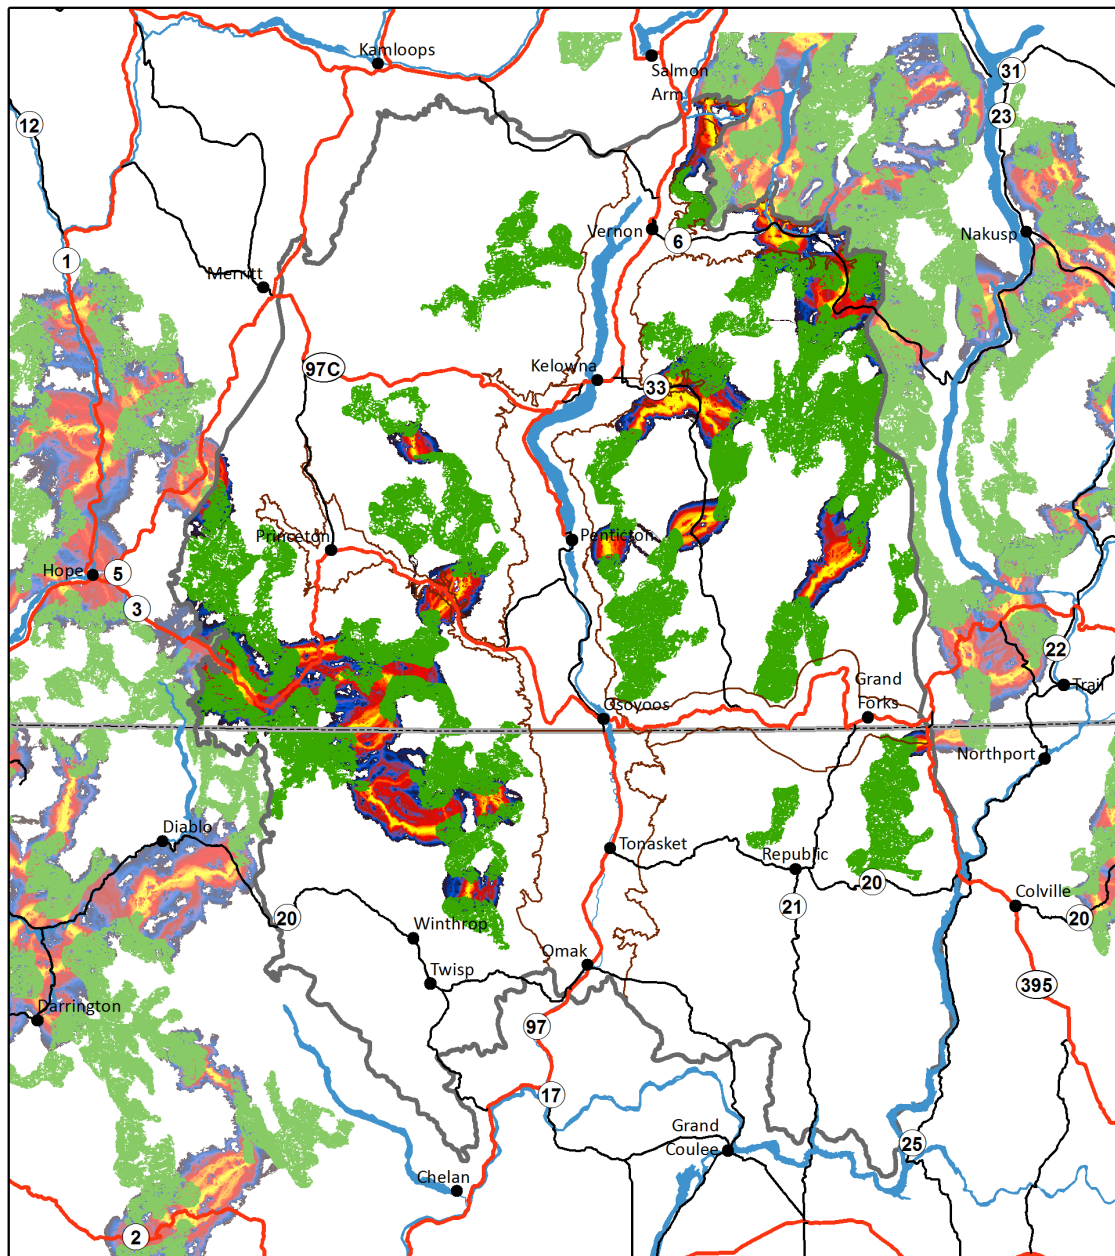 Kamloops
Salmon
Arm
31
23
12
Vernon
6
Nakusp
1
Merritt
97C
Kelowna
33
Princeton
Penticton
Hope
5
3
22
Grand
Forks
Trail
Osoyoos
Northport
Diablo
Tonasket
Republic
20
Colville
20
21
20
Winthrop
Omak
Twisp
395
Darrington
97
17
Grand
Coulee
25
Chelan
2